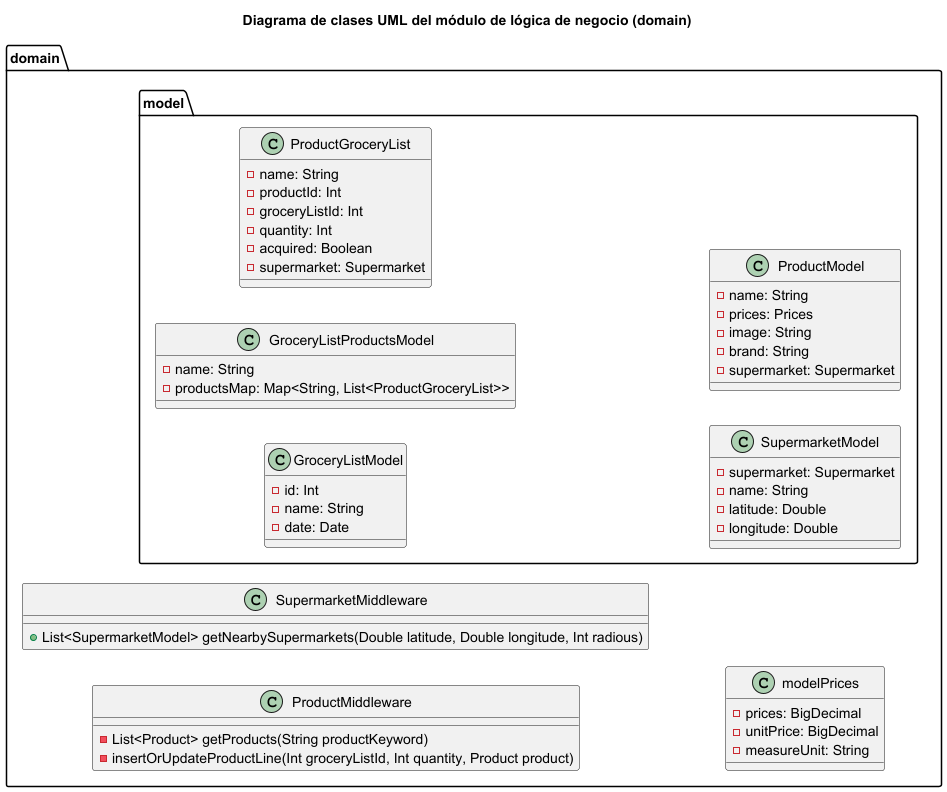 Diagrama de clases UML del módulo de lógica de negocio (domain)
domain
model
C ProductGroceryList
name: String
productId: Int
groceryListId: Int
quantity: Int
acquired: Boolean
supermarket: Supermarket
C ProductModel
name: String
prices: Prices
image: String
brand: String
supermarket: Supermarket
C GroceryListProductsModel
name: String
productsMap: Map<String, List<ProductGroceryList>>
C GroceryListModel
id: Int
name: String
date: Date
C SupermarketModel
supermarket: Supermarket
name: String
latitude: Double
longitude: Double
C SupermarketMiddleware
List<SupermarketModel> getNearbySupermarkets(Double latitude, Double longitude, Int radious)
C ProductMiddleware
List<Product> getProducts(String productKeyword)
insertOrUpdateProductLine(Int groceryListId, Int quantity, Product product)
C modelPrices
prices: BigDecimal
unitPrice: BigDecimal
measureUnit: String